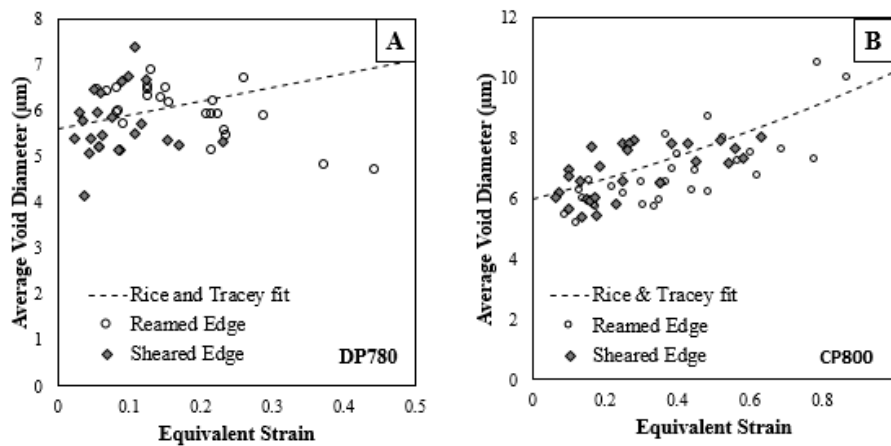 A
8
7
6
5
4
3
2
1
0
Average Void Diameter (µm)
Rice and Tracey fit
Reamed Edge
Sheared Edge
DP780
0 0.1 0.2 0.3 0.4 0.5
Equivalent Strain
B
12
10
8
6
4
2
0
Average Void Diameter (µm)
Rice & Tracey fit
Reamed Edge
Sheared Edge
CP800
0 0.2 0.4 0.6 0.8
Equivalent Strain